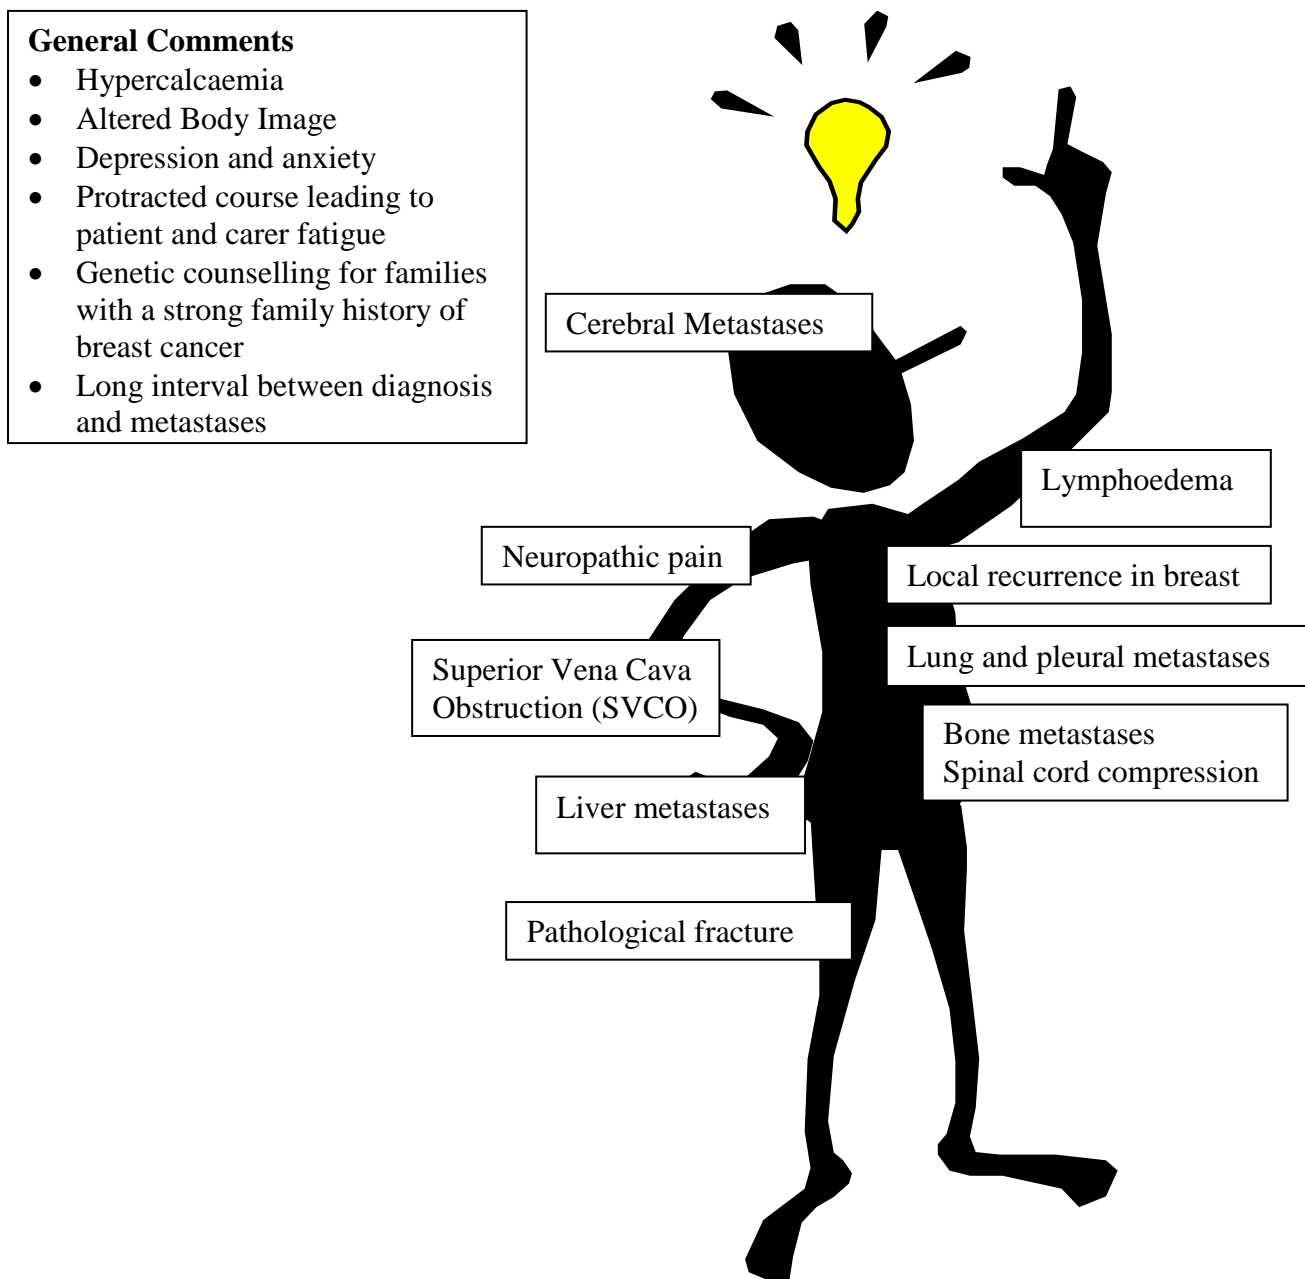 General Comments
• Hypercalcaemia
• Altered Body Image
• Depression and anxiety
• Protracted course leading to
patient and carer fatigue
• Genetic counselling for families
with a strong family history of
breast cancer
• Long interval between diagnosis
and metastases
Cerebral Metastases
Lymphoedema
Neuropathic pain
Local recurrence in breast
Superior Vena Cava
Obstruction (SVCO)
Lung and pleural metastases
Bone metastases
Spinal cord compression
Liver metastases
Pathological fracture